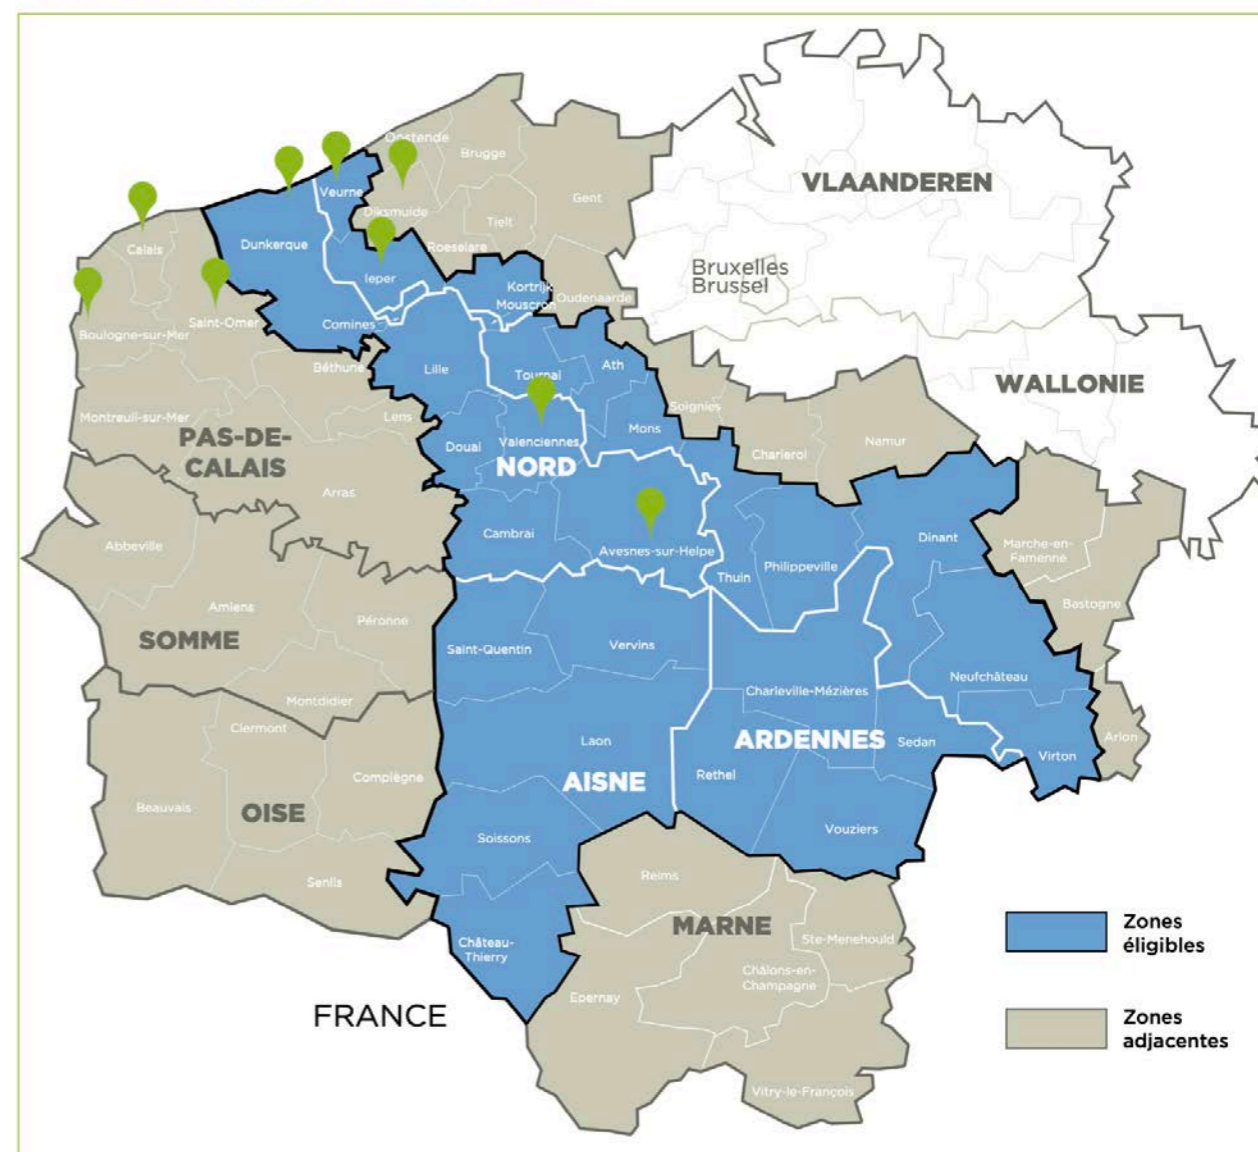 Oostende
Brugge
VLAANDEREN
Veurne
Gent
Diksmuide
Tielt
Calais
Dunkerque
Roeselare
Ieper
Bruxelles
Brussel
Kortrijk
Mouscron
Oudenaarde
Saint-Omer
Comines
Boulogne-sur-Mer
Béthune
Lille
Ath
Tournai
WALLONIE
Soignies
Montreuil-sur-Mer
Lens
Mons
PAS-DE-
CALAIS
Douai
Valenciennes
Namur
Charleroi
NORD
Arras
Cambrai
Dinant
Abbeville
Avesnes-sur-Helpe
Marche-en-
Famenne
Philippeville
Thuin
Bastogne
Amiens
Péronne
SOMME
Saint-Quentin
Vervins
Neufchâteau
Charleville-Mézières
Montdidier
Clermont
Laon
ARDENNES
Sedan
Arlon
Virton
Compiègne
Rethel
AISNE
Beauvais
OISE
Vouziers
Soissons
Senlis
Reims
MARNE
Zones
éligibles
Château-
Thierry
Ste-Menehould
Châlons-en-
Champagne
Epernay
FRANCE
Zones
adjacentes
Vitry-le-François